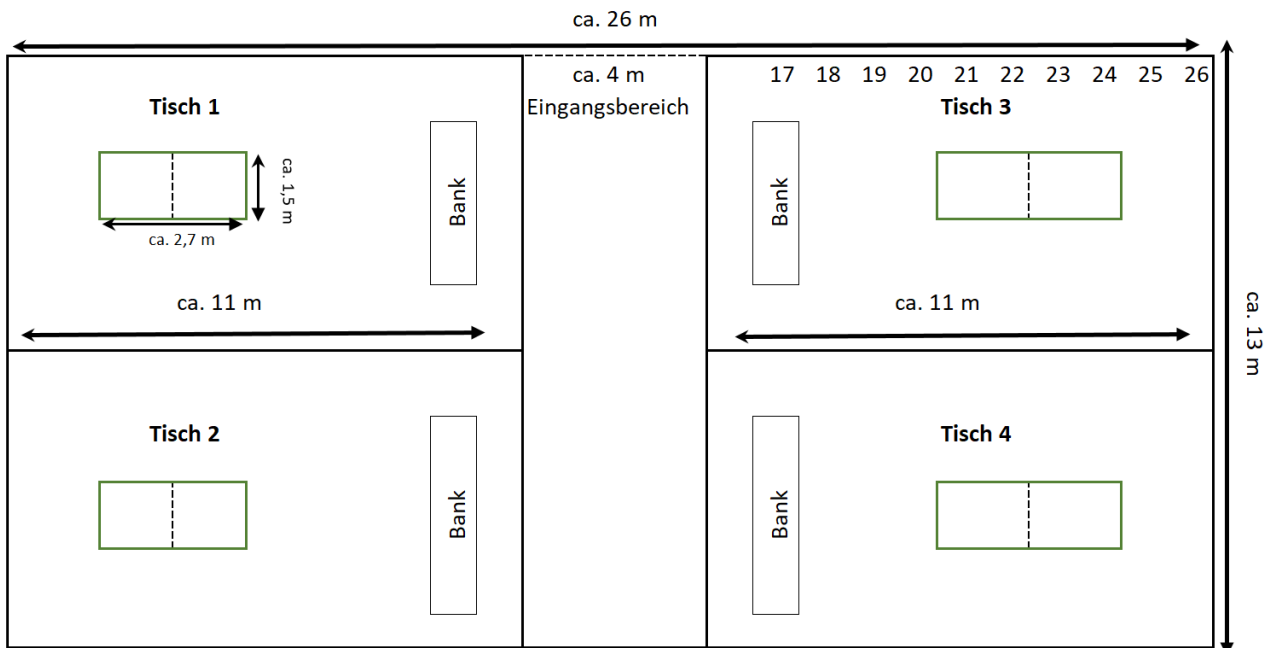 ca. 26 m
ca. 4 m
Eingangsbereich
17 18 19 20 21 22 23 24 25 26
Tisch 1
Tisch 3
ca. 1,5 m
Bank
Bank
ca. 2,7 m
ca. 11 m
ca. 11 m
ca. 13 m
Tisch 2
Tisch 4
Bank
Bank